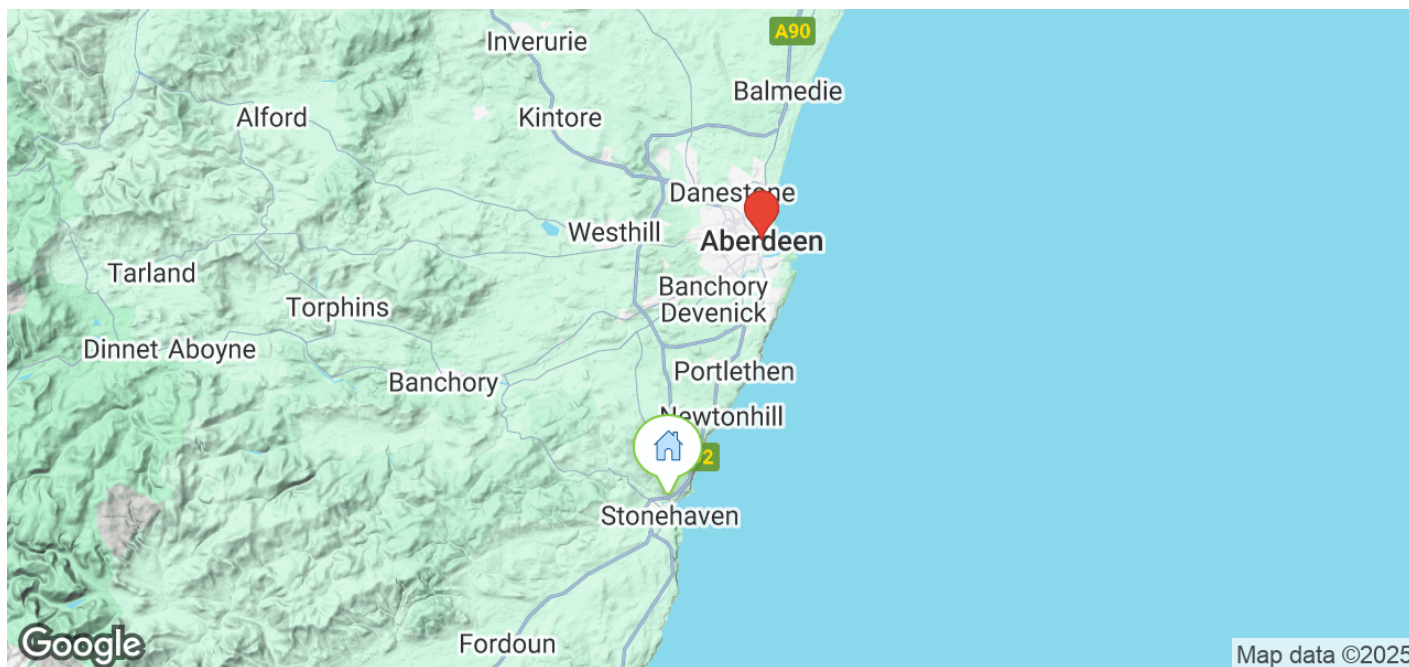 A90
Inverurie
Balmedie
Alford
Kintore
Danestone
Westhill
Aberdeen
Tarland
Banchory
Devenick
Torphins
Dinnet Aboyne
Portlethen
Banchory
Newtonhill
2
Stonehaven
Fordoun
Google
Map data ©2025